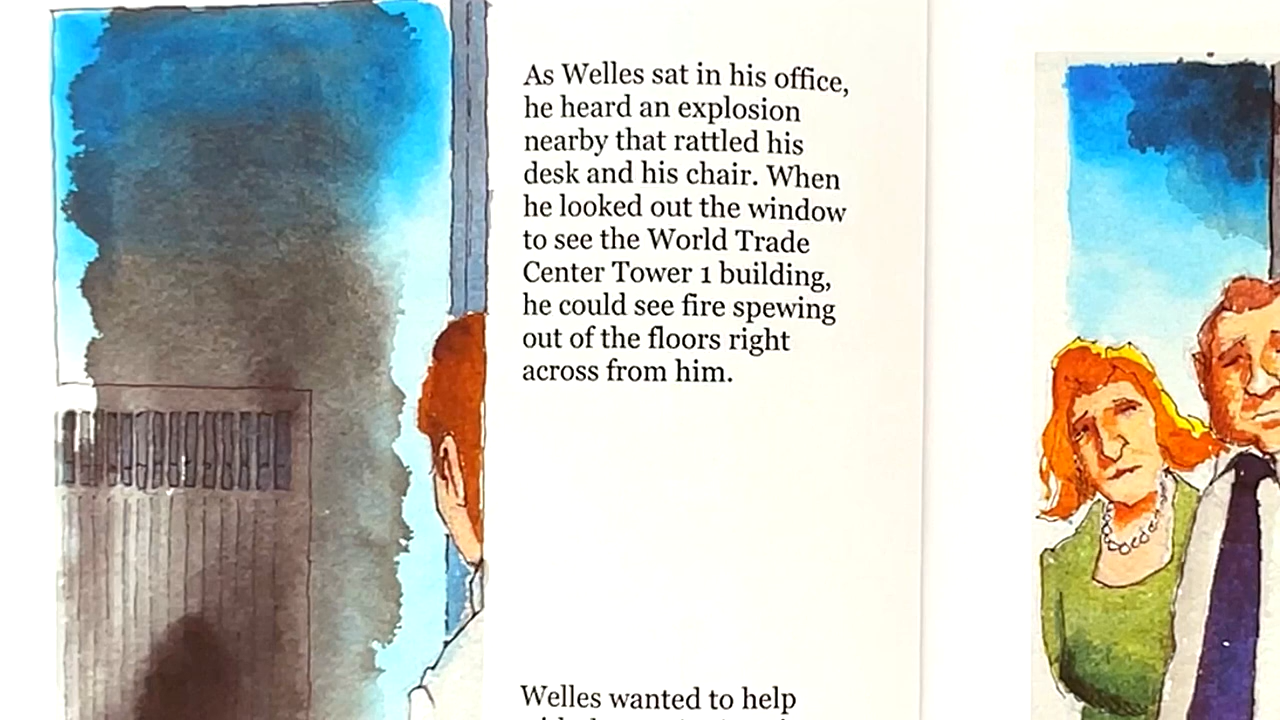 As Welles sat in his office,
he heard an explosion
nearby that rattled his
desk and his chair. When
he looked out the window
to see the World Trade
Center Tower 1 building,
he could see fire spewing
out of the floors right
across from him.
Welles wanted to help